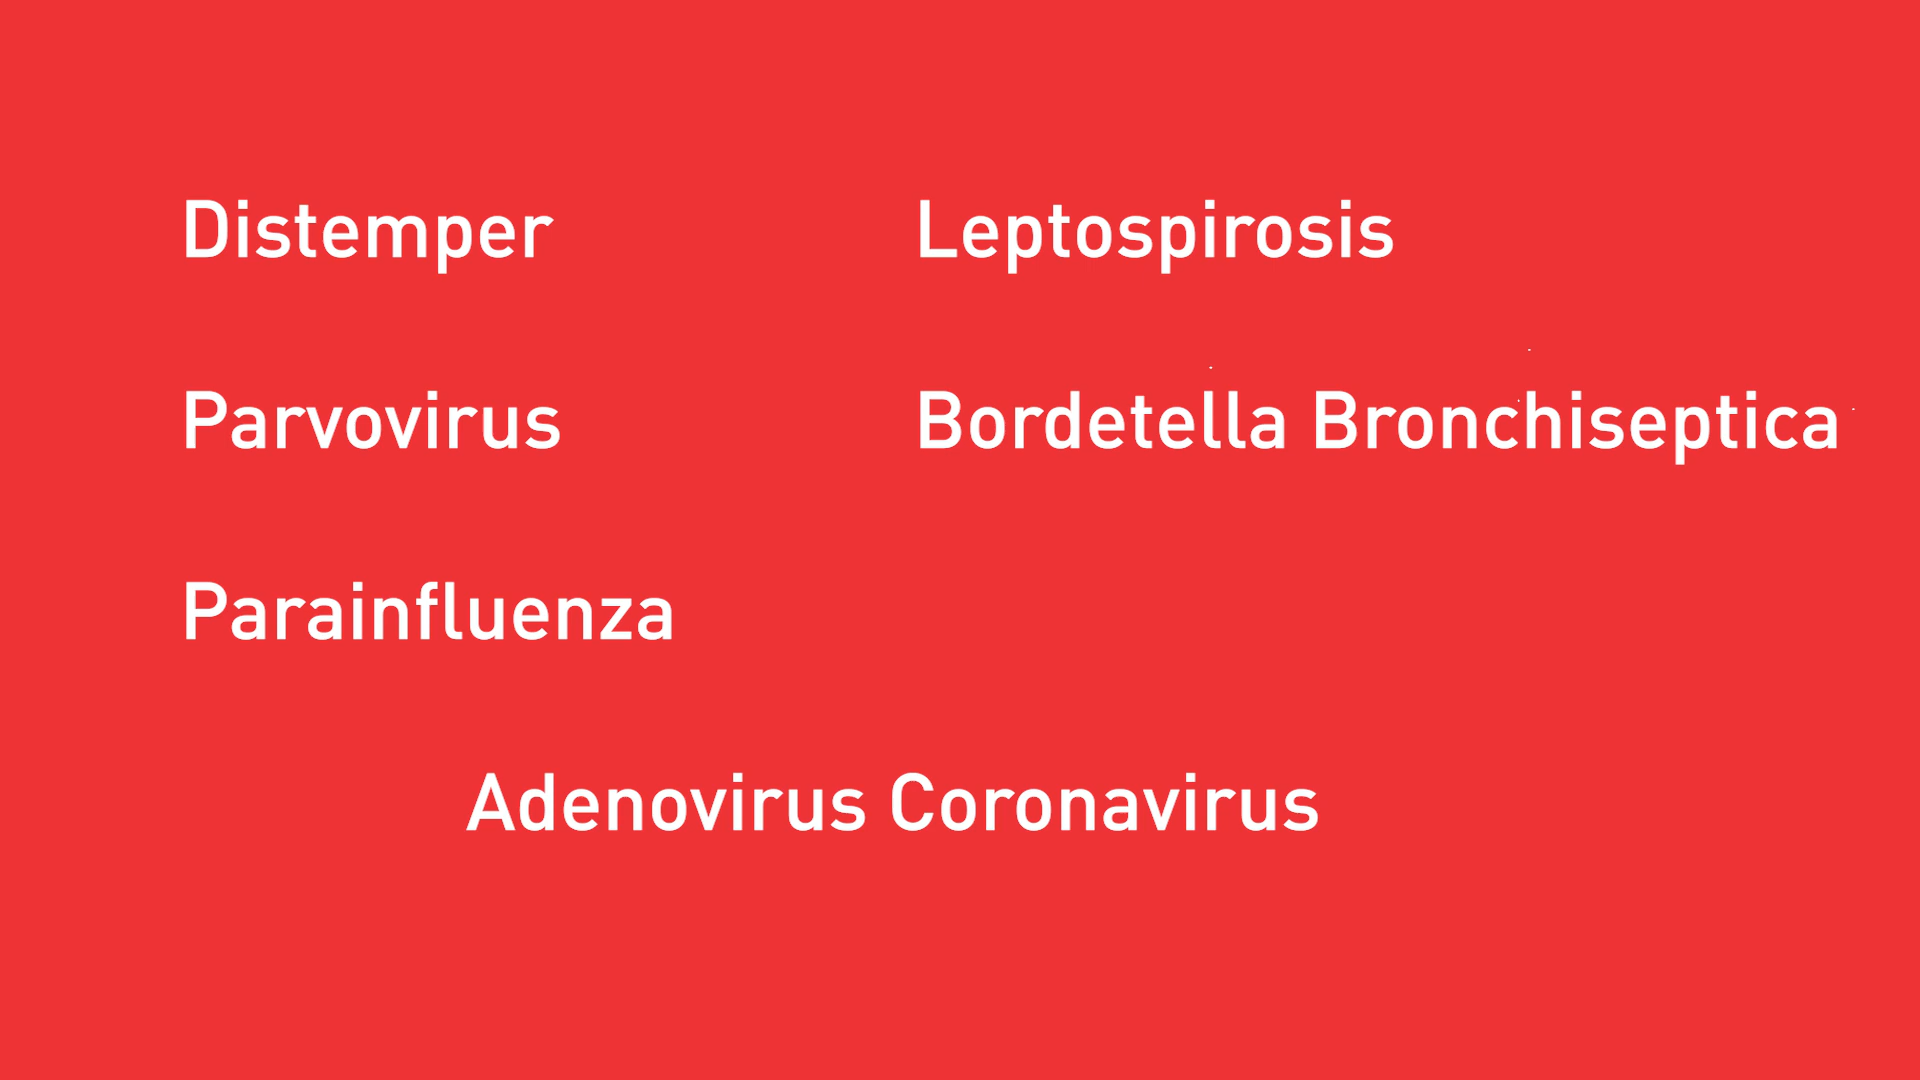 Distemper
Leptospirosis
Parvovirus
Bordetella Bronchiseptica
Parainfluenza
Adenovirus Coronavirus